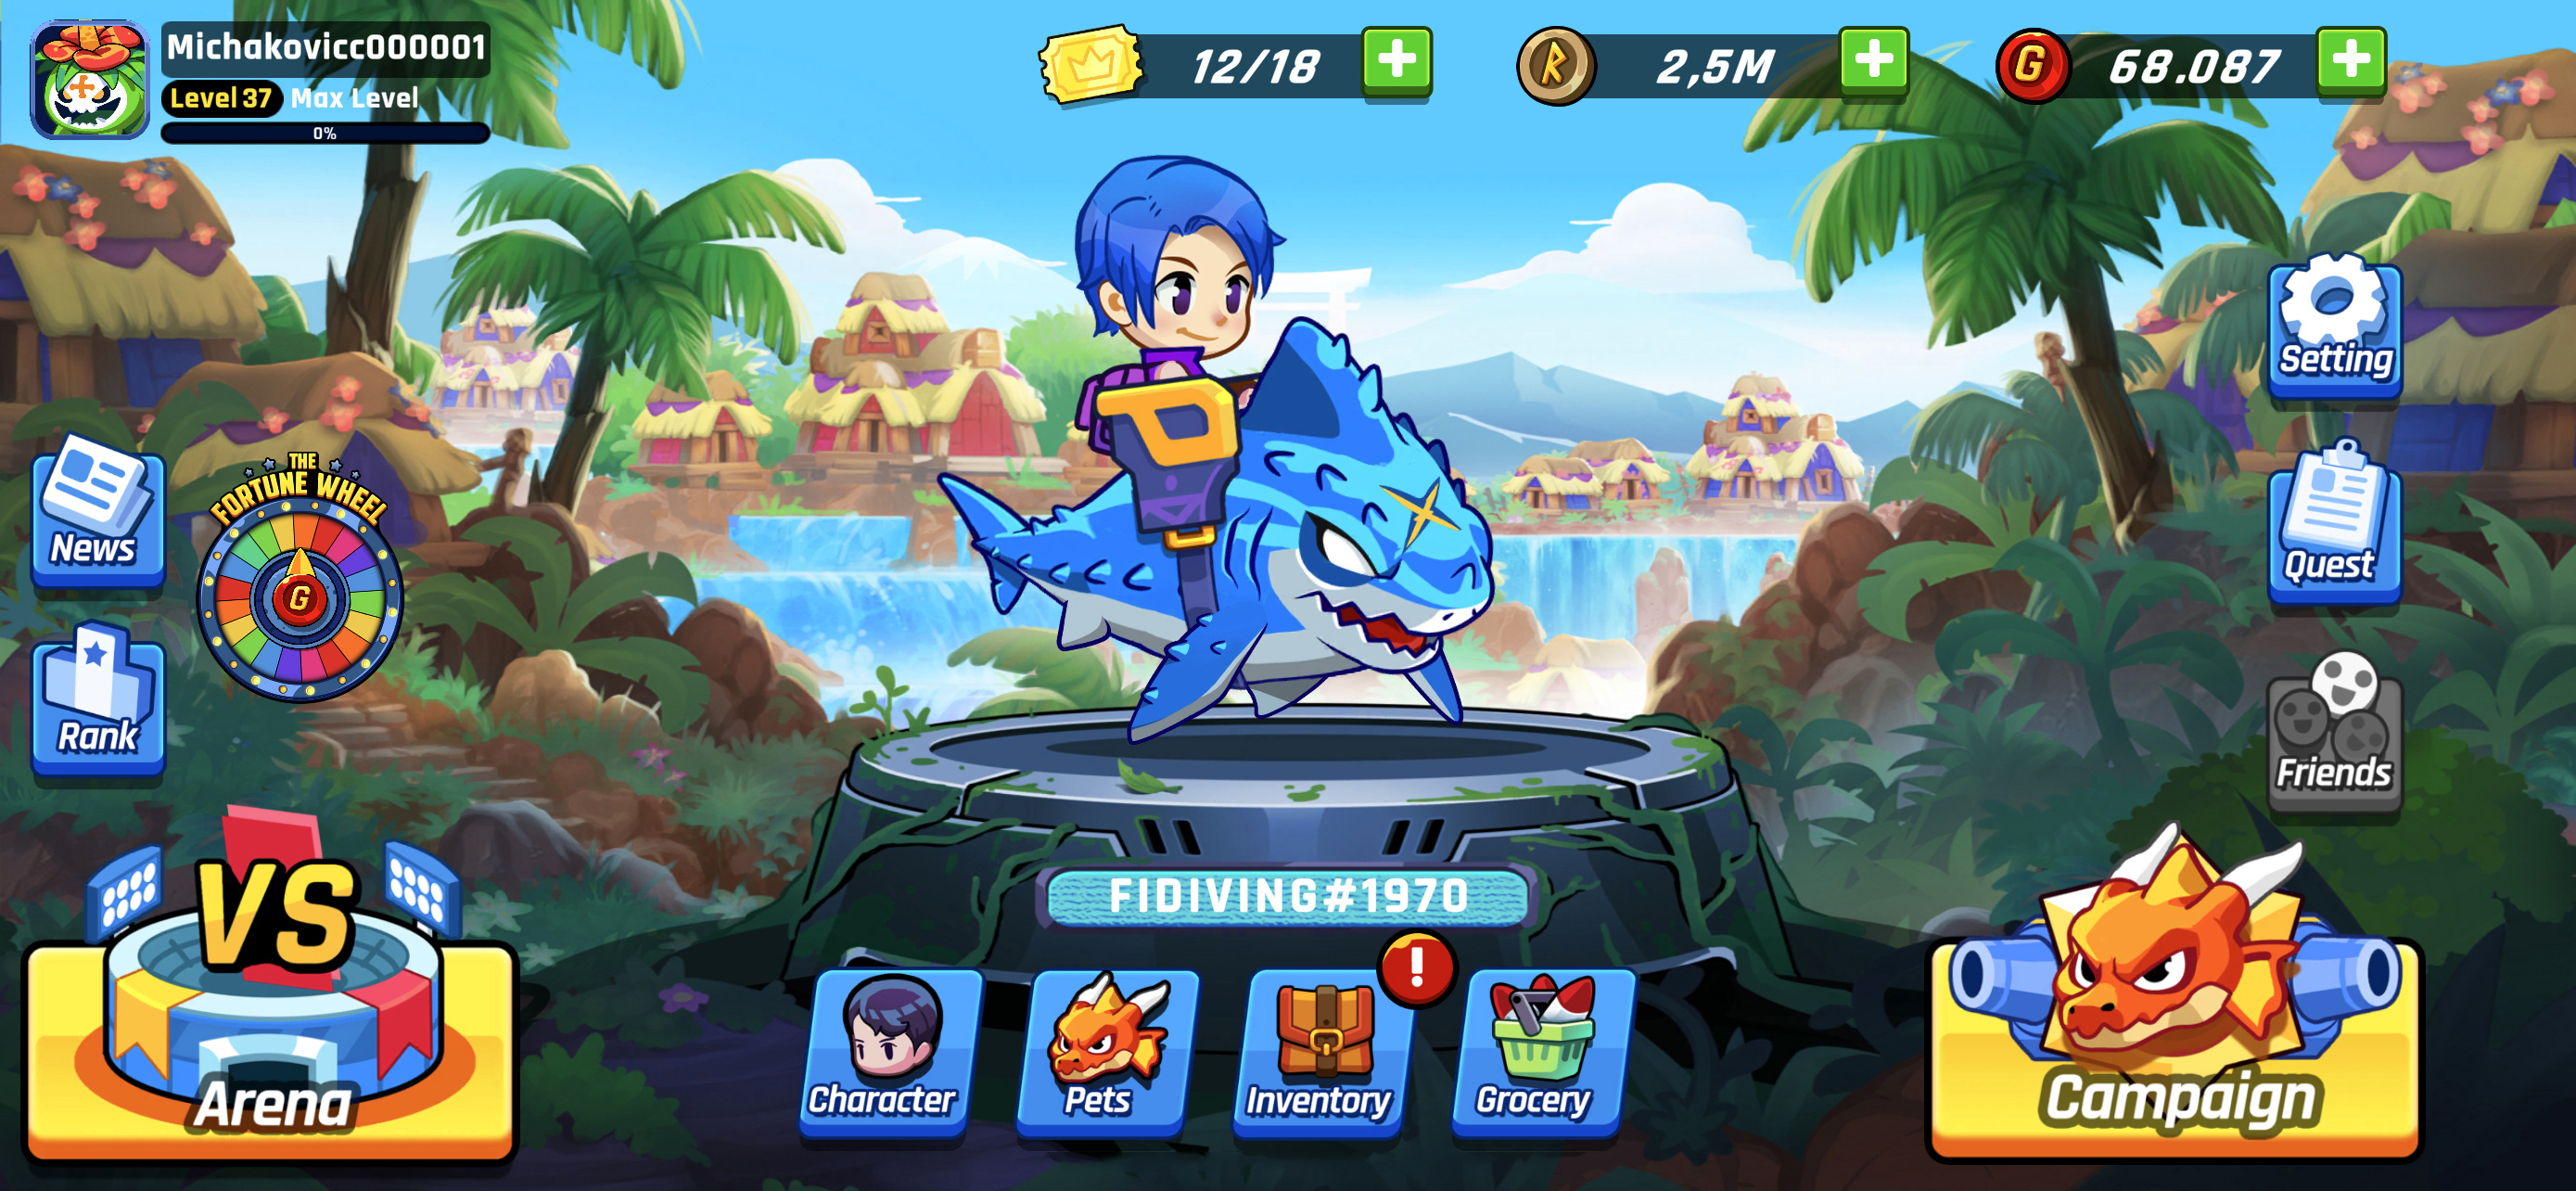 Michakovicc000001
Level 37 Max Level
0%
12/18
R 2,5M
G 68.087
THE
FORTUNE WHEEL
G
News
Rank
Setting
Quest
Friends
VS
Arena
FIDIVING#1970
!
Character
Pets
Inventory
Grocery
Campaign